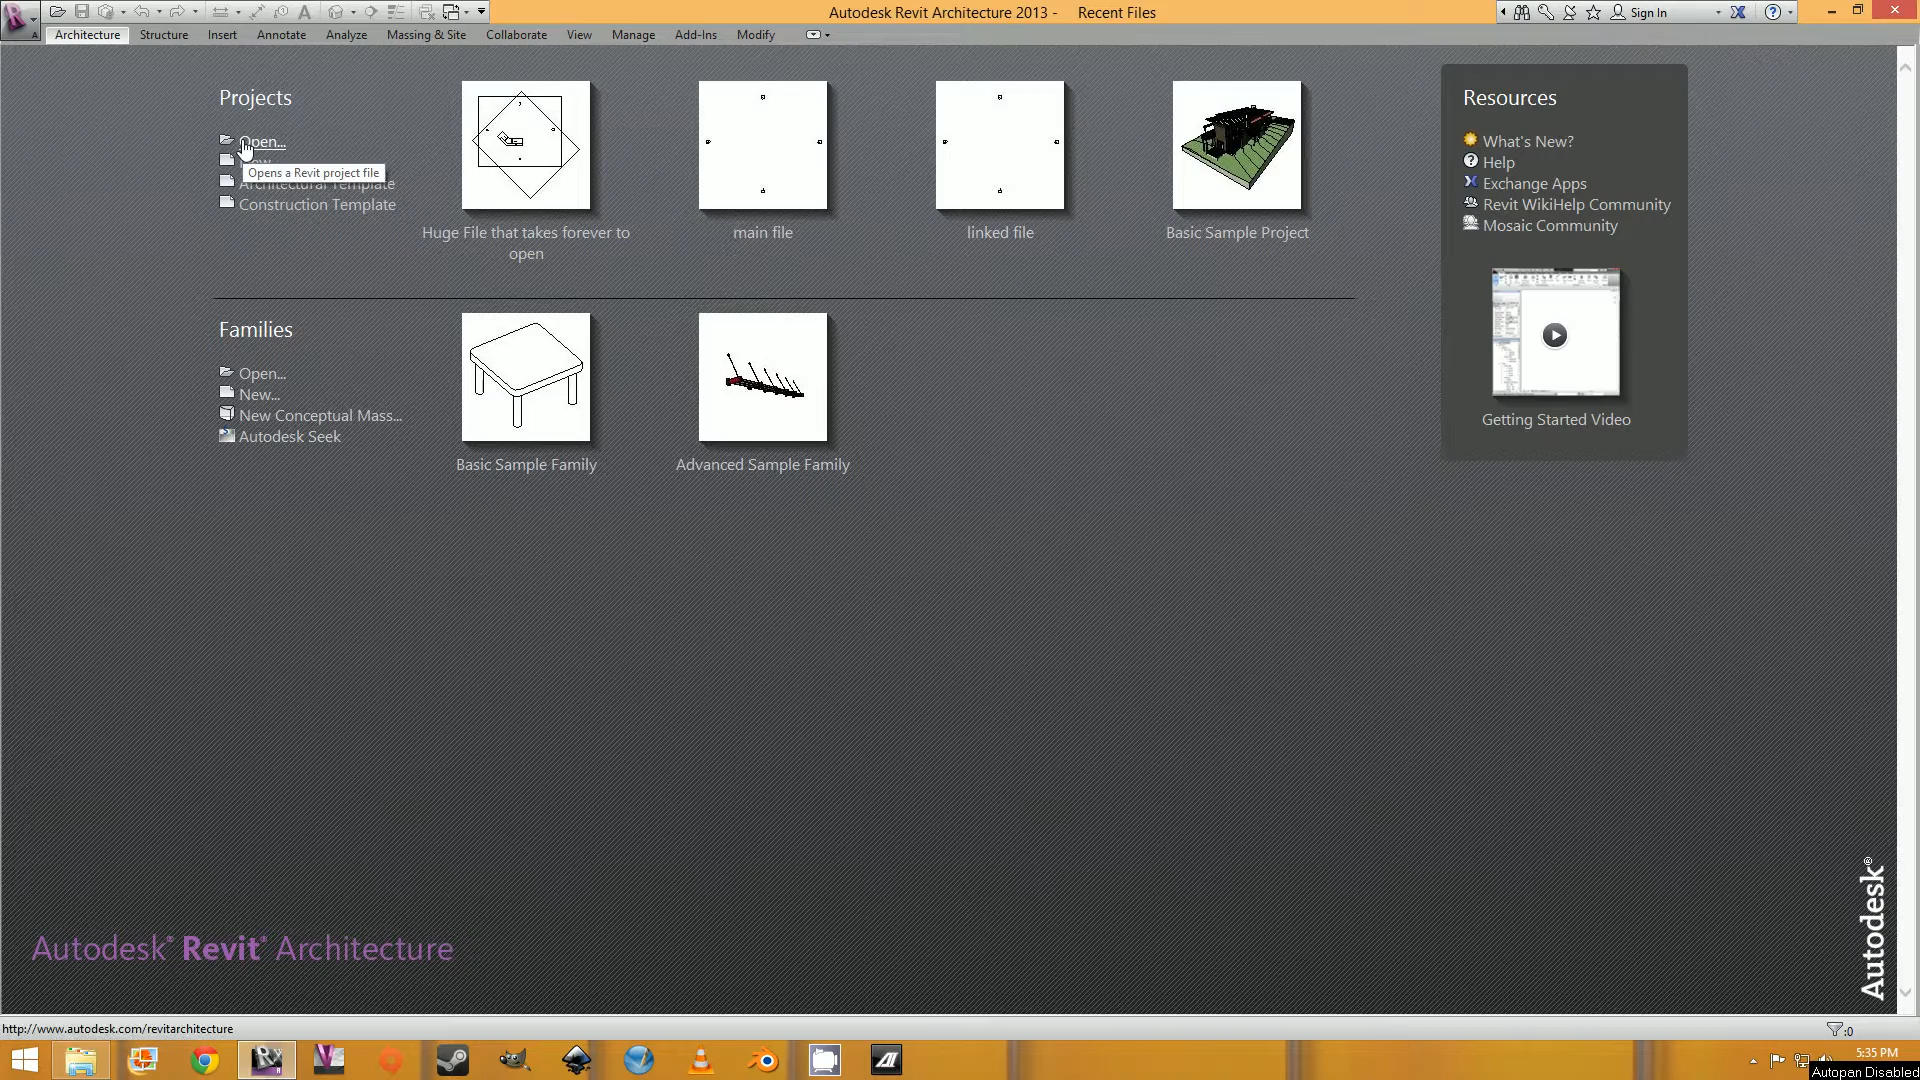 Autodesk Revit Architecture 2013 - Recent Files
Sign In
Architecture Structure Insert Annotate Analyze Massing & Site Collaborate View Manage Add-Ins Modify
Projects
Open...
New...
Opens a Revit project file
Architectural Template
Construction Template
Huge File that takes forever to
open
main file
linked file
Basic Sample Project
Families
Open...
New...
New Conceptual Mass...
Autodesk Seek
Basic Sample Family
Advanced Sample Family
Resources
What's New?
Help
Exchange Apps
Revit WikiHelp Community
Mosaic Community
Getting Started Video
Autodesk® Revit® Architecture
Autodesk®
http://www.autodesk.com/revitarchitecture
:0
5:35 PM
Autopan Disabled